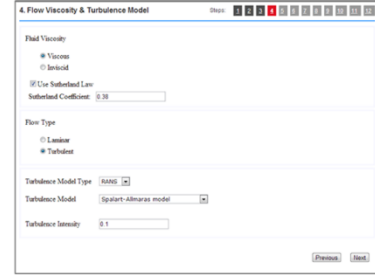 4. Flow Viscosity & Turbulence Model
Steps: 1 2 3 4 5 6 7 8 9 10 11 12
Fluid Viscosity
Viscous
Inviscid
Use Sutherland Law
Sutherland Coefficient: 0.38
Flow Type
Laminar
Turbulent
Turbulence Model Type RANS
Turbulence Model Spalart-Allmaras model
Turbulence Intensity 0.1
Previous Next